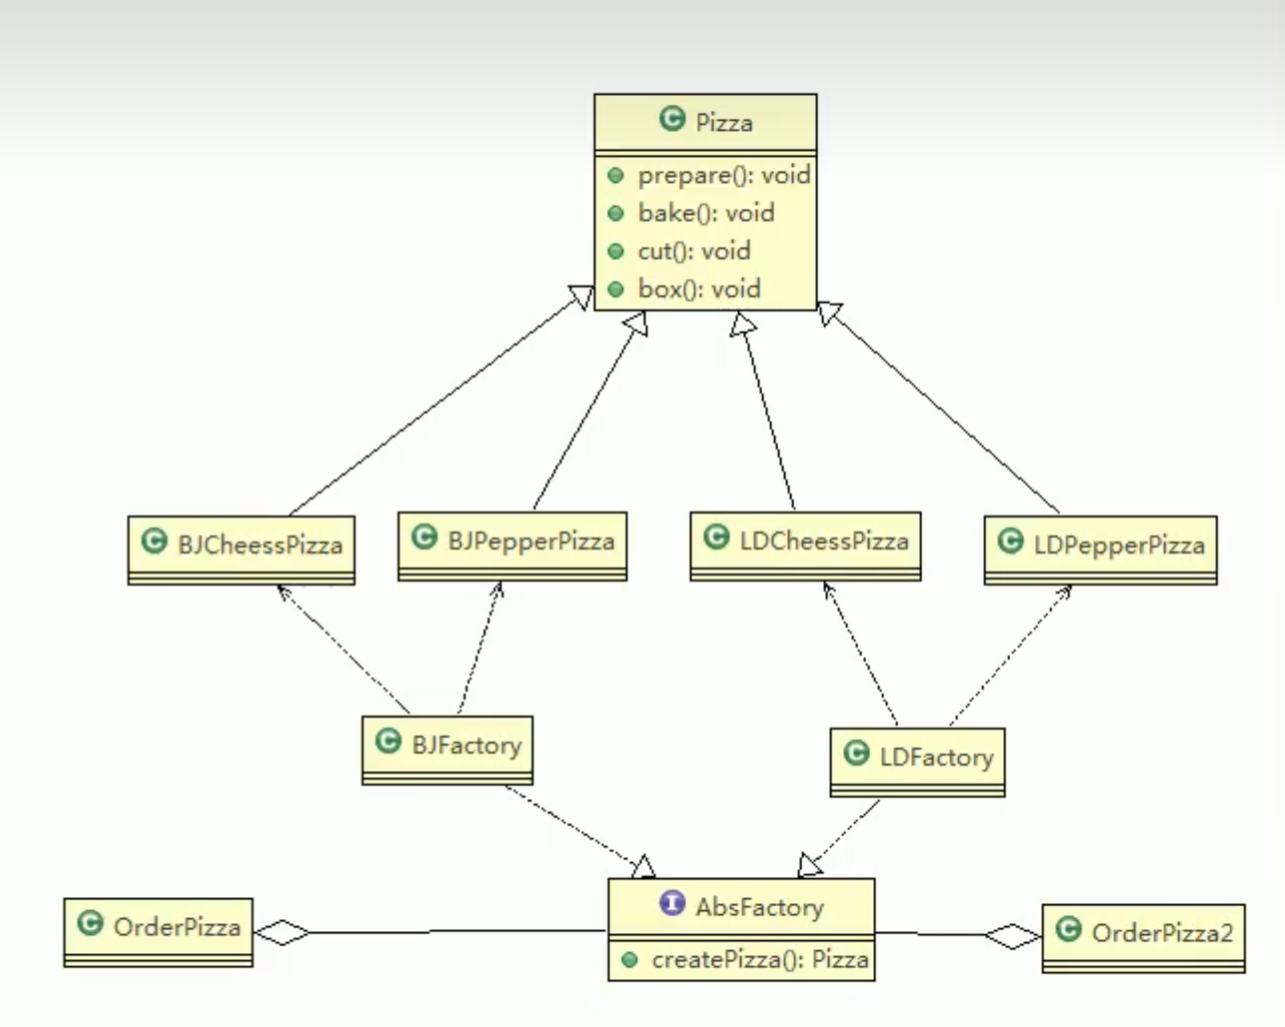 Pizza
prepare(): void
bake(): void
cut(): void
box(): void
BJCheessPizza
BJPepperPizza
LDCheessPizza
LDPepperPizza
BJFactory
LDFactory
AbsFactory
createPizza(): Pizza
OrderPizza
OrderPizza2